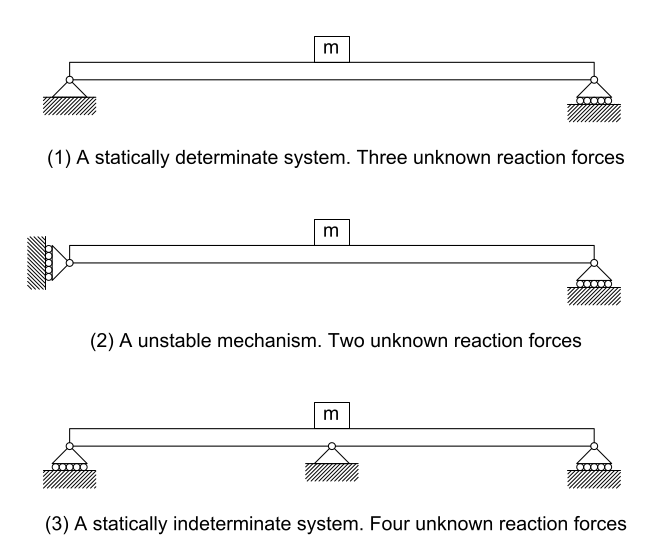 m
(1) A statically determinate system. Three unknown reaction forces
m
(2) A unstable mechanism. Two unknown reaction forces
m
(3) A statically indeterminate system. Four unknown reaction forces